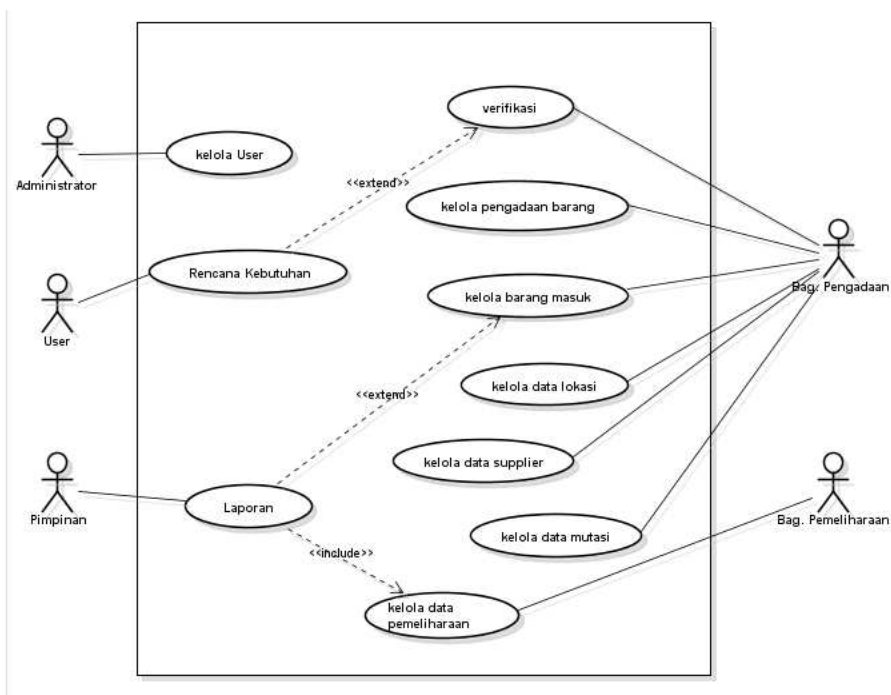 verifikasi
kelola User
Administrator
<<extend>>
kelola pengadaan barang
Rencana Kebutuhan
Bag. Pengadaan
kelola barang masuk
User
kelola data lokasi
<<extend>>
kelola data supplier
Laporan
Pimpinan
Bag. Pemeliharaan
kelola data mutasi
<<include>>
kelola data
pemeliharaan